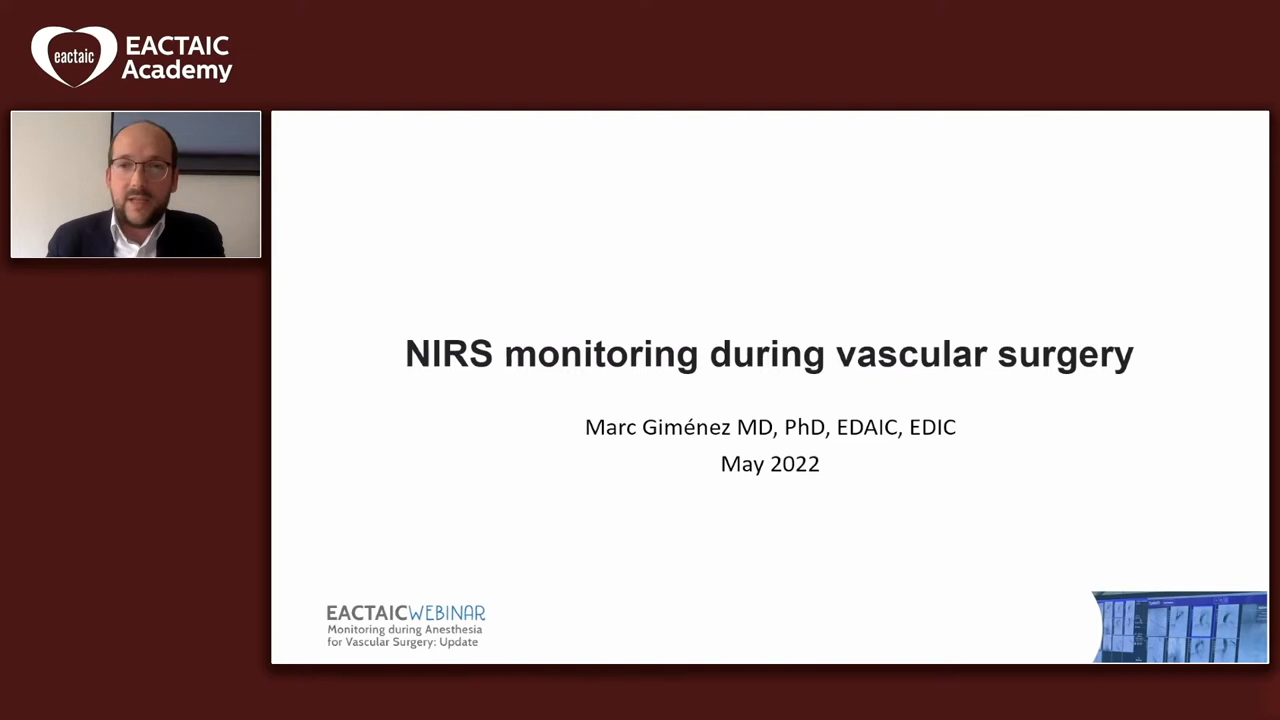 eactaic
EACTAIC
Academy
NIRS monitoring during vascular surgery
Marc Giménez MD, PhD, EDAIC, EDIC
May 2022
EACTAICWEBINAR
Monitoring during Anesthesia
for Vascular Surgery: Update